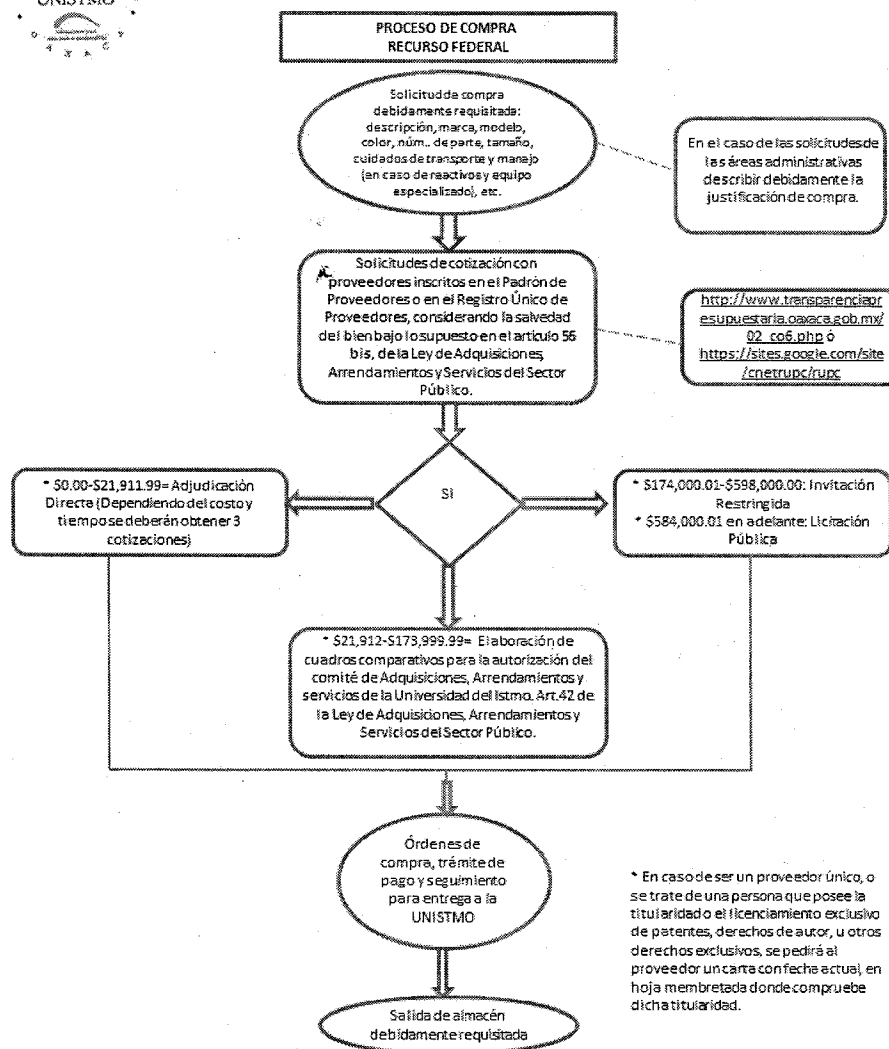 UNISTMO
PROCESO DE COMPRA
RECURSO FEDERAL
Solicitud de compra
debidamente requisitada:
descripción, marca, modelo,
color, núm.. de parte, tamaño,
cuidados de transporte y manejo
(en caso de reactivos y equipo
especializado), etc.
En el caso de las solicitudes de
las áreas administrativas
describir debidamente la
justificación de compra.
Solicitudes de cotización con
proveedores inscritos en el Padrón de
Proveedores o en el Registro Único de
Proveedores, considerando la salvedad
del bien bajo lo supuesto en el artículo 56
bis, de la Ley de Adquisiciones,
Arrendamientos y Servicios del Sector
Público.
http://www.transparenciapr
esupuestaria.oaxaca.gob.mx/
02_co6.php ó
https://sites.google.com/site
/cnetrupc/rupc
SI
* $0.00-$21,911.99= Adjudicación
Directa (Dependiendo del costo y
tiempo se deberán obtener 3
cotizaciones)
* $174,000.01-$598,000.00: Invitación
Restringida
* $584,000.01 en adelante: Licitación
Pública
* $21,912-$173,999.99= Elaboración de
cuadros comparativos para la autorización del
comité de Adquisiciones, Arrendamientos y
servicios de la Universidad del Istmo. Art.42 de
la Ley de Adquisiciones, Arrendamientos y
Servicios del Sector Público.
Órdenes de
compra, trámite de
pago y seguimiento
para entrega a la
UNISTMO
* En caso de ser un proveedor único, o
se trate de una persona que posee la
titularidad o el licenciamiento exclusivo
de patentes, derechos de autor, u otros
derechos exclusivos, se pedirá al
proveedor un carta con fecha actual, en
hoja membretada donde compruebe
dicha titularidad.
Salida de almacén
debidamente requisitada